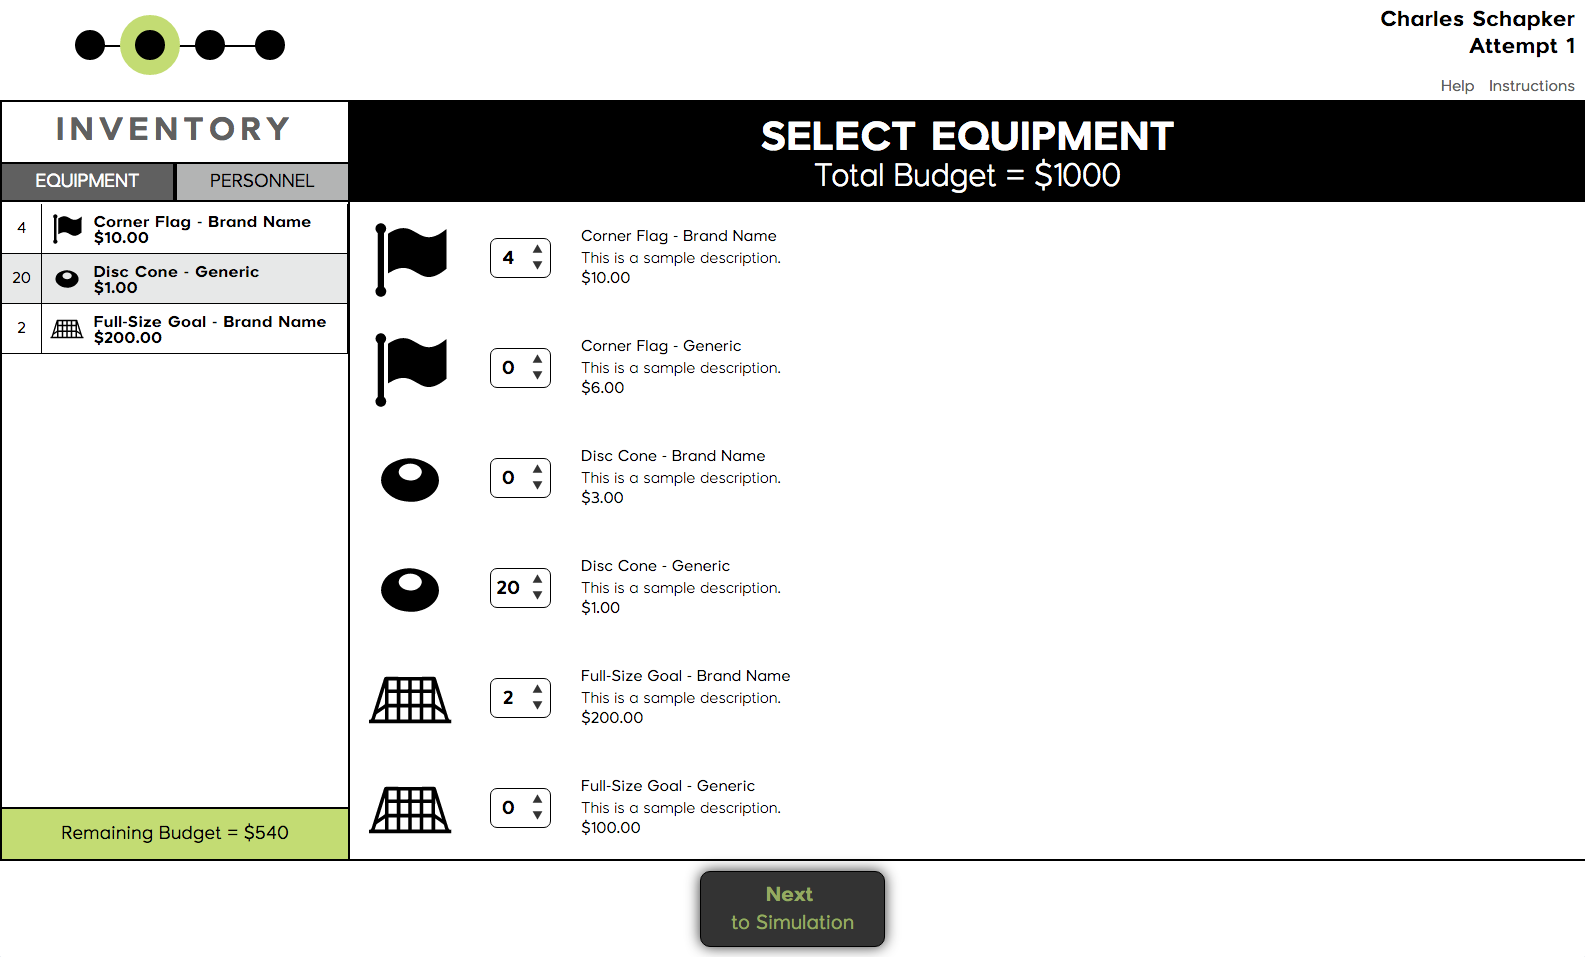 Charles Schapker
Attempt 1
Help Instructions
INVENTORY
EQUIPMENT PERSONNEL
4 Corner Flag - Brand Name
$10.00
20 Disc Cone - Generic
$1.00
2 Full-Size Goal - Brand Name
$200.00
Remaining Budget = $540
SELECT EQUIPMENT
Total Budget = $1000
Corner Flag - Brand Name
4 This is a sample description.
$10.00
Corner Flag - Generic
0 This is a sample description.
$6.00
Disc Cone - Brand Name
0 This is a sample description.
$3.00
Disc Cone - Generic
20 This is a sample description.
$1.00
Full-Size Goal - Brand Name
2 This is a sample description.
$200.00
Full-Size Goal - Generic
0 This is a sample description.
$100.00
Next
to Simulation